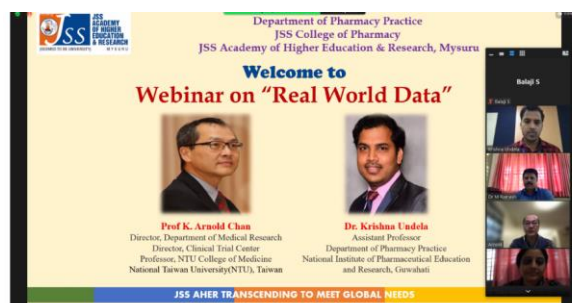 JSS
ACADEMY
OF HIGHER
EDUCATION
& RESEARCH
MYSURU
Department of Pharmacy Practice
JSS College of Pharmacy
JSS Academy of Higher Education & Research, Mysuru
Welcome to
Webinar on “Real World Data”
Prof K. Arnold Chan
Director, Department of Medical Research
Director, Clinical Trial Center
Professor, NTU College of Medicine
National Taiwan University(NTU), Taiwan
Dr. Krishna Undela
Assistant Professor
Department of Pharmacy Practice
National Institute of Pharmaceutical Education
and Research, Guwahati
Balaji S
Balaji S
Krishna Undela
JSS AHER TRANSCENDING TO MEET GLOBAL NEEDS